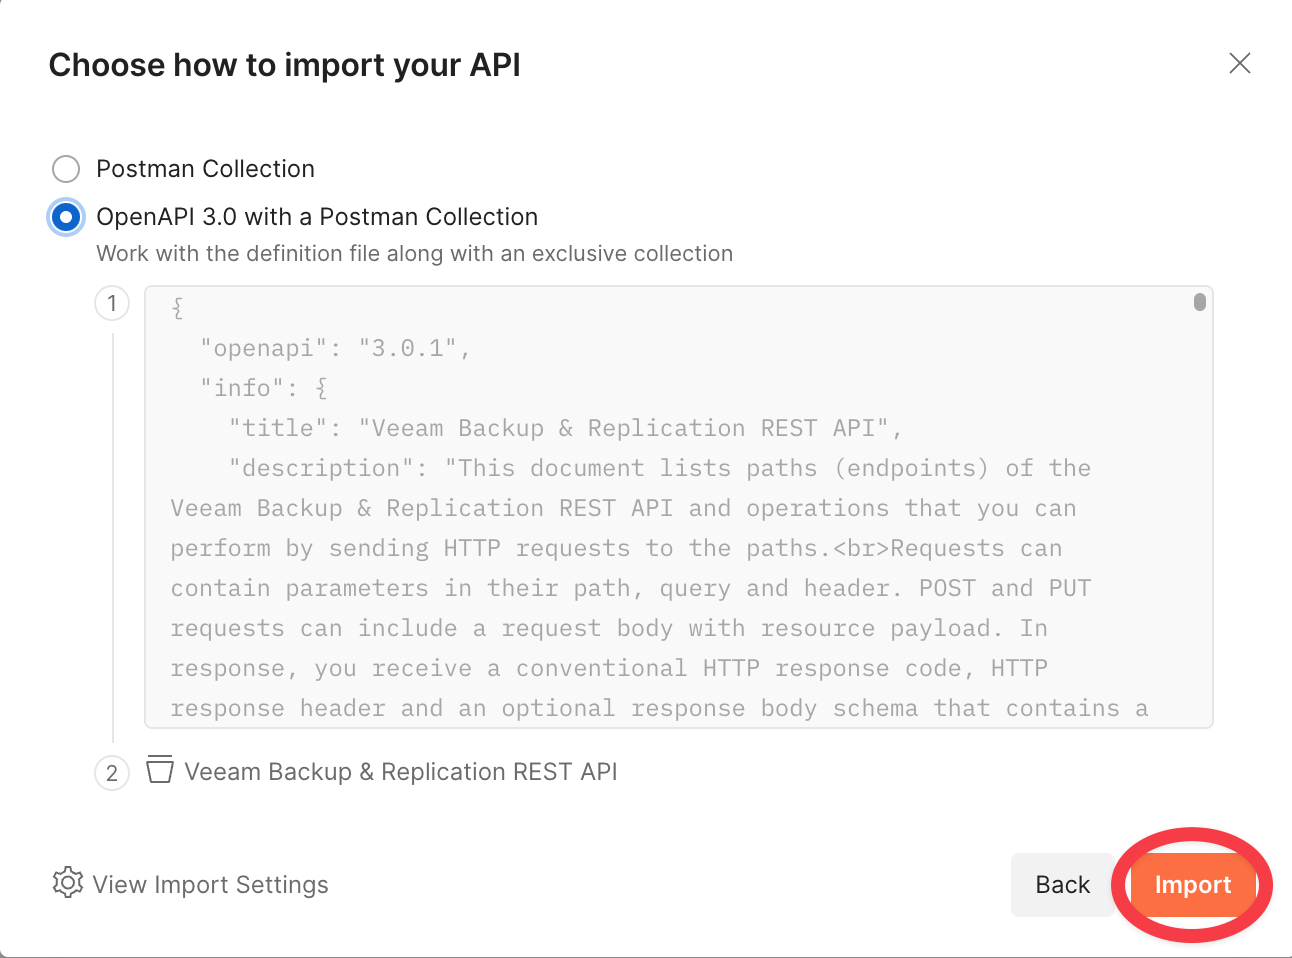 Choose how to import your API
Postman Collection
OpenAPI 3.0 with a Postman Collection
Work with the definition file along with an exclusive collection
1
{
"openapi": "3.0.1",
"info": {
"title": "Veeam Backup & Replication REST API",
"description": "This document lists paths (endpoints) of the
Veeam Backup & Replication REST API and operations that you can
perform by sending HTTP requests to the paths.<br>Requests can
contain parameters in their path, query and header. POST and PUT
requests can include a request body with resource payload. In
response, you receive a conventional HTTP response code, HTTP
response header and an optional response body schema that contains a
2 Veeam Backup & Replication REST API
View Import Settings
Back
Import